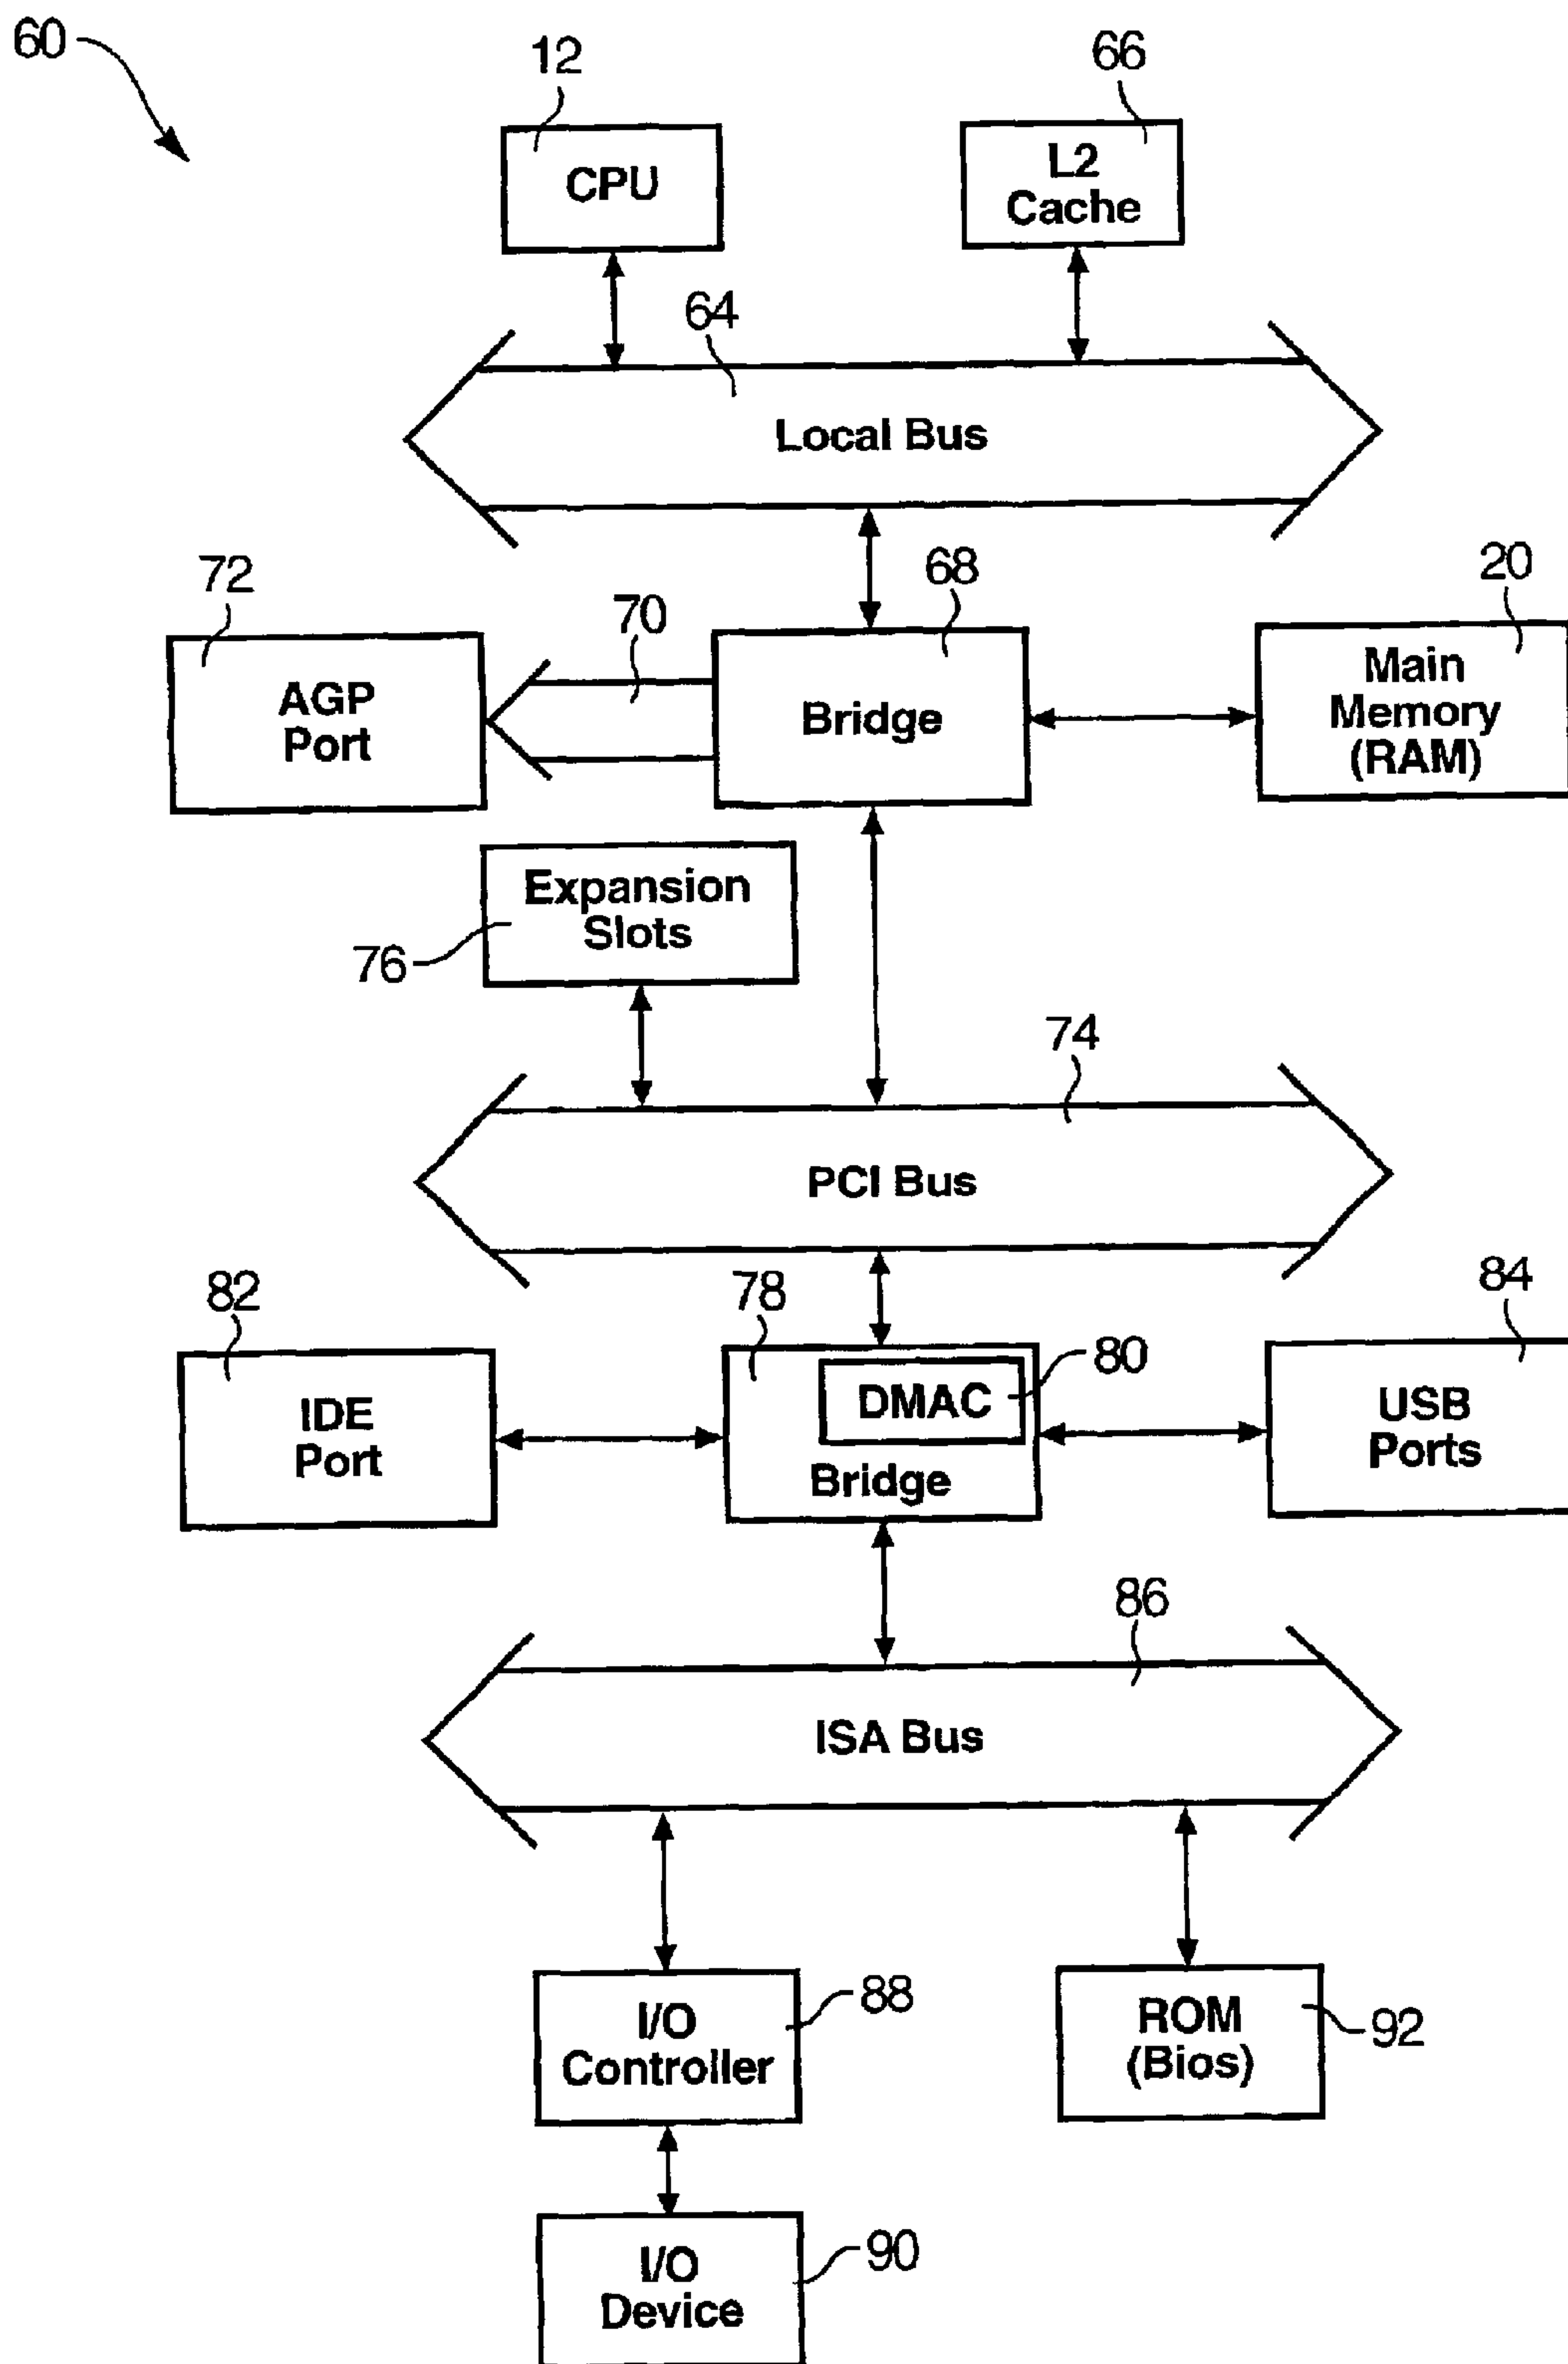 60
12
66
CPU
L2
Cache
64
Local Bus
72
70
68
20
AGP
Port
Bridge
Main
Memory
(RAM)
Expansion
Slots
76
74
PCI Bus
82
78
80
84
IDE
Port
DMAC
Bridge
USB
Ports
86
ISA Bus
I/O
Controller
88
ROM
(Bios)
92
I/O
Device
90